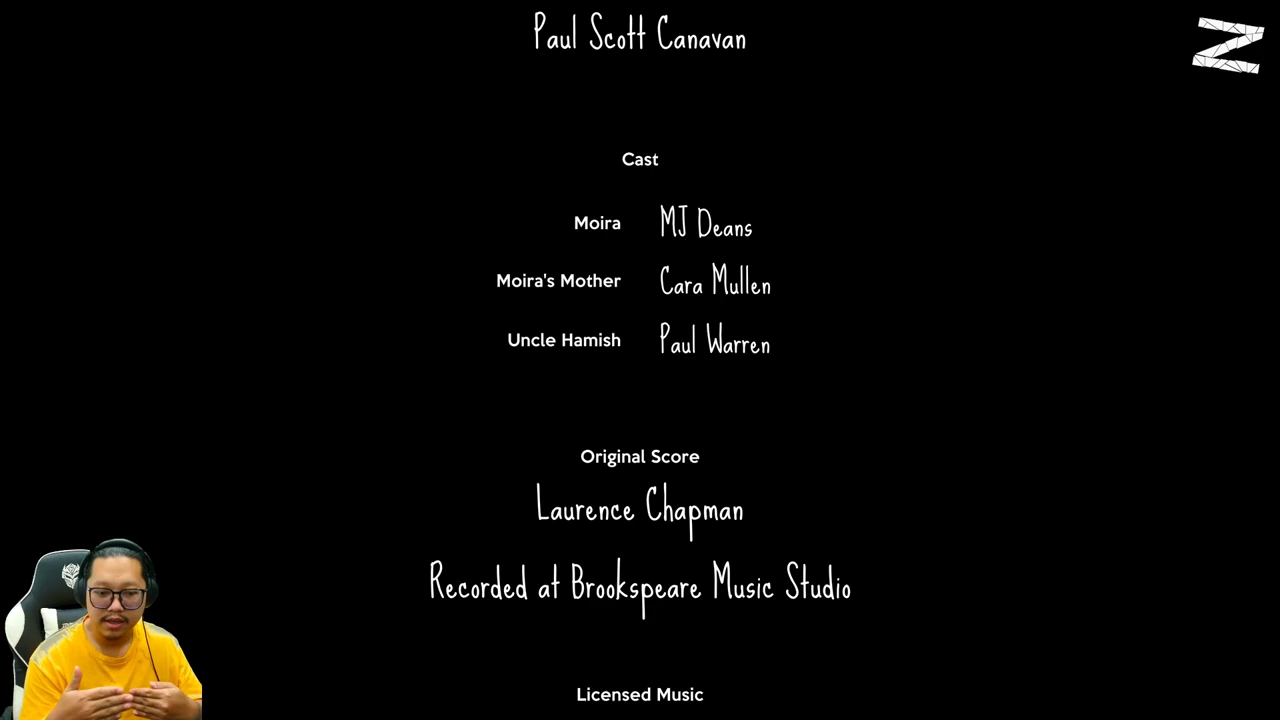 Paul Scott Canavan
Cast
Moira MJ Deans
Moira's Mother Cara Mullen
Uncle Hamish Paul Warren
Original Score
Laurence Chapman
Recorded at Brookspeare Music Studio
Licensed Music